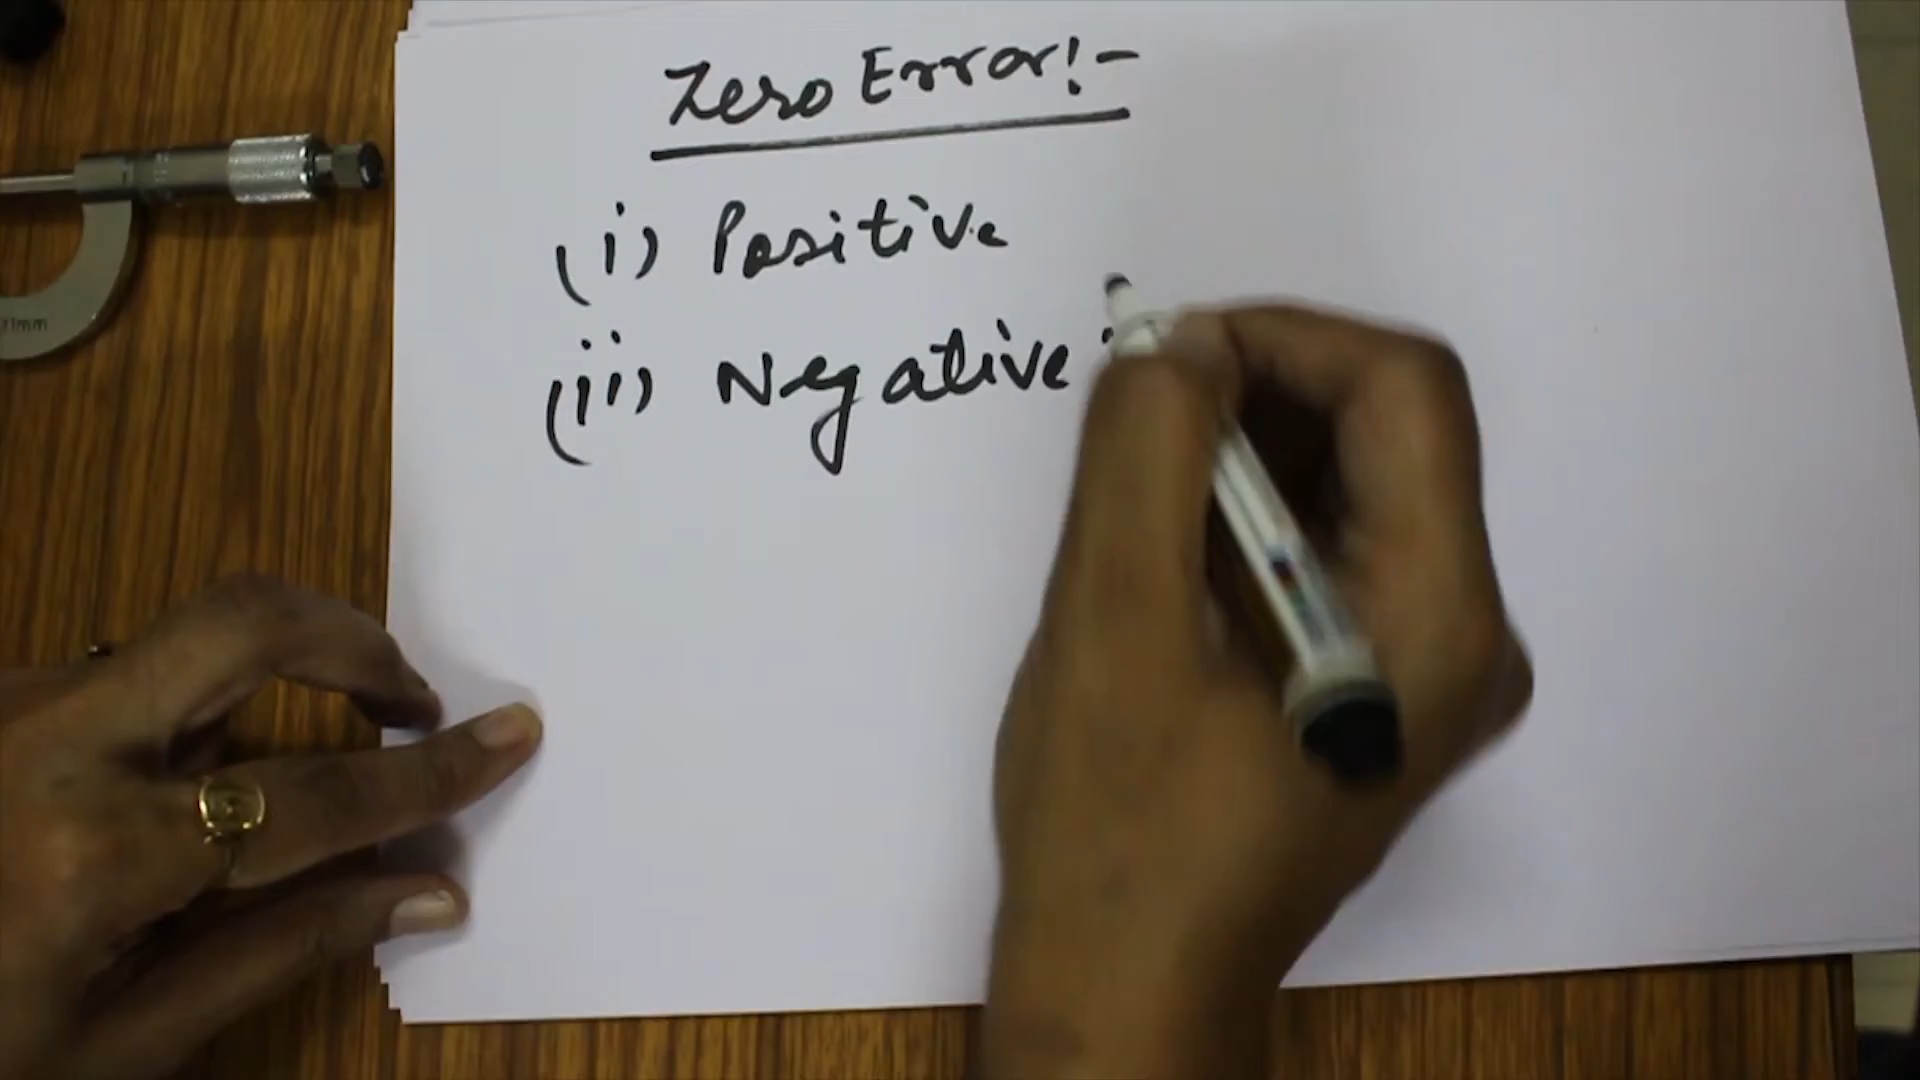 Zero Error:-
(i) Positive
(ii) Negative